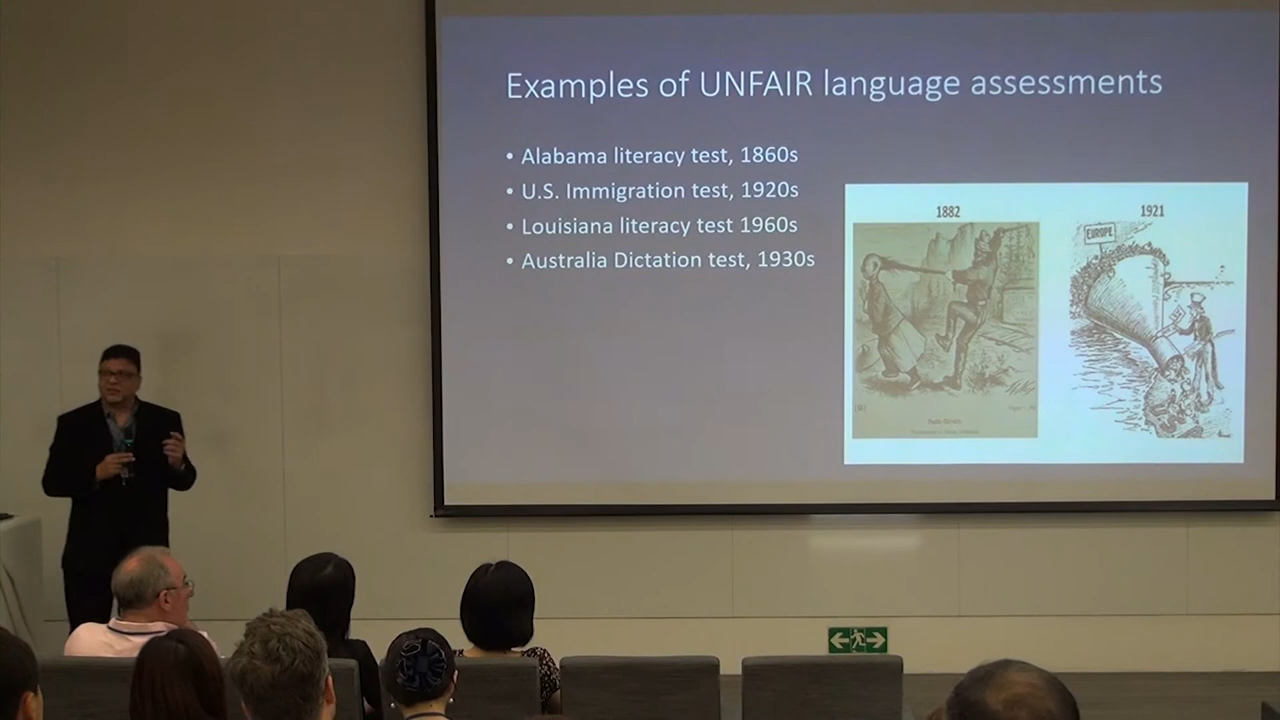 Examples of UNFAIR language assessments
• Alabama literacy test, 1860s
• U.S. Immigration test, 1920s
• Louisiana literacy test 1960s
• Australia Dictation test, 1930s
1882
1921
EUROPE